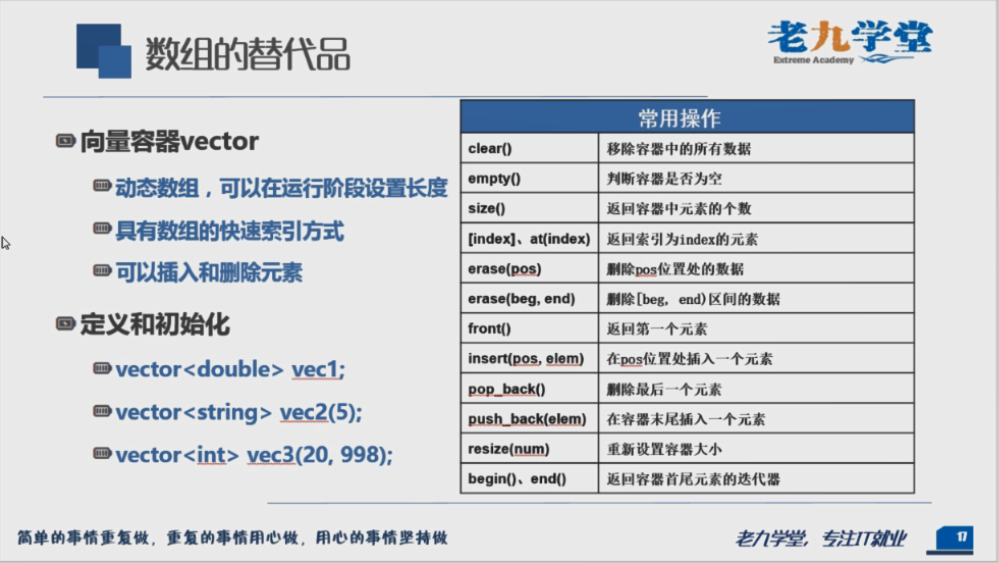 数组的替代品
老九学堂
Extreme Academy
向量容器vector
动态数组，可以在运行阶段设置长度
具有数组的快速索引方式
可以插入和删除元素
定义和初始化
vector<double> vec1;
vector<string> vec2(5);
vector<int> vec3(20, 998);
常用操作
clear() 移除容器中的所有数据
empty() 判断容器是否为空
size() 返回容器中元素的个数
[index]、at(index) 返回索引为index的元素
erase(pos) 删除pos位置处的数据
erase(beg, end) 删除[beg, end)区间的数据
front() 返回第一个元素
insert(pos, elem) 在pos位置处插入一个元素
pop_back() 删除最后一个元素
push_back(elem) 在容器末尾插入一个元素
resize(num) 重新设置容器大小
begin()、end() 返回容器首尾元素的迭代器
简单的事情重复做，重复的事情用心做，用心的事情坚持做
老九学堂，专注IT就业
17